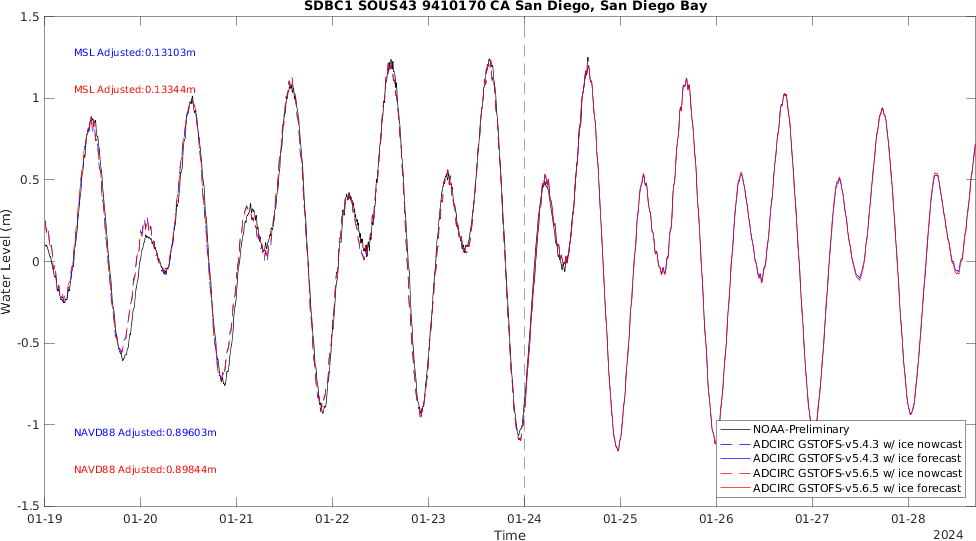 SDBC1 SOUS43 9410170 CA San Diego, San Diego Bay
1.5
1
0.5
0
-0.5
-1
-1.5
Water Level (m)
MSL Adjusted:0.13103m
MSL Adjusted:0.13344m
NAVD88 Adjusted:0.89603m
NAVD88 Adjusted:0.89844m
NOAA-Preliminary
ADCIRC GSTOFS-v5.4.3 w/ ice nowcast
ADCIRC GSTOFS-v5.4.3 w/ ice forecast
ADCIRC GSTOFS-v5.6.5 w/ ice nowcast
ADCIRC GSTOFS-v5.6.5 w/ ice forecast
01-19 01-20 01-21 01-22 01-23 01-24 01-25 01-26 01-27 01-28
Time
2024